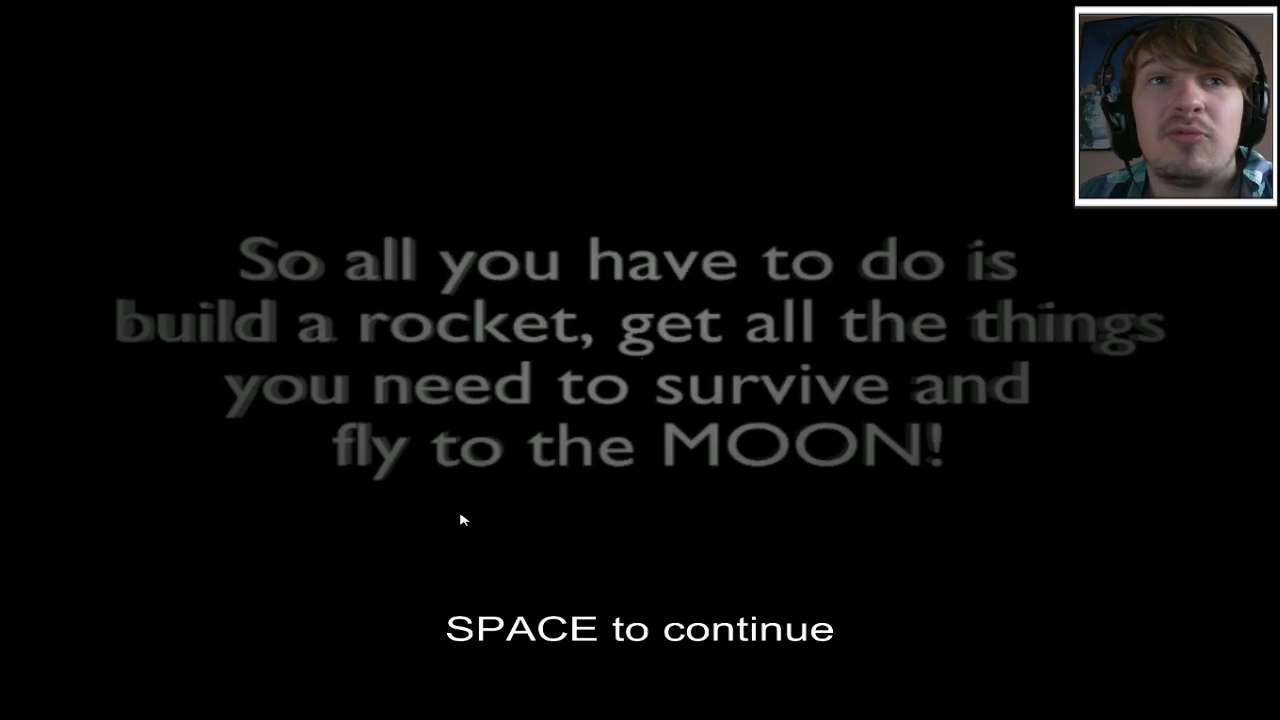 So all you have to do is
build a rocket, get all the things
you need to survive and
fly to the MOON!
SPACE to continue